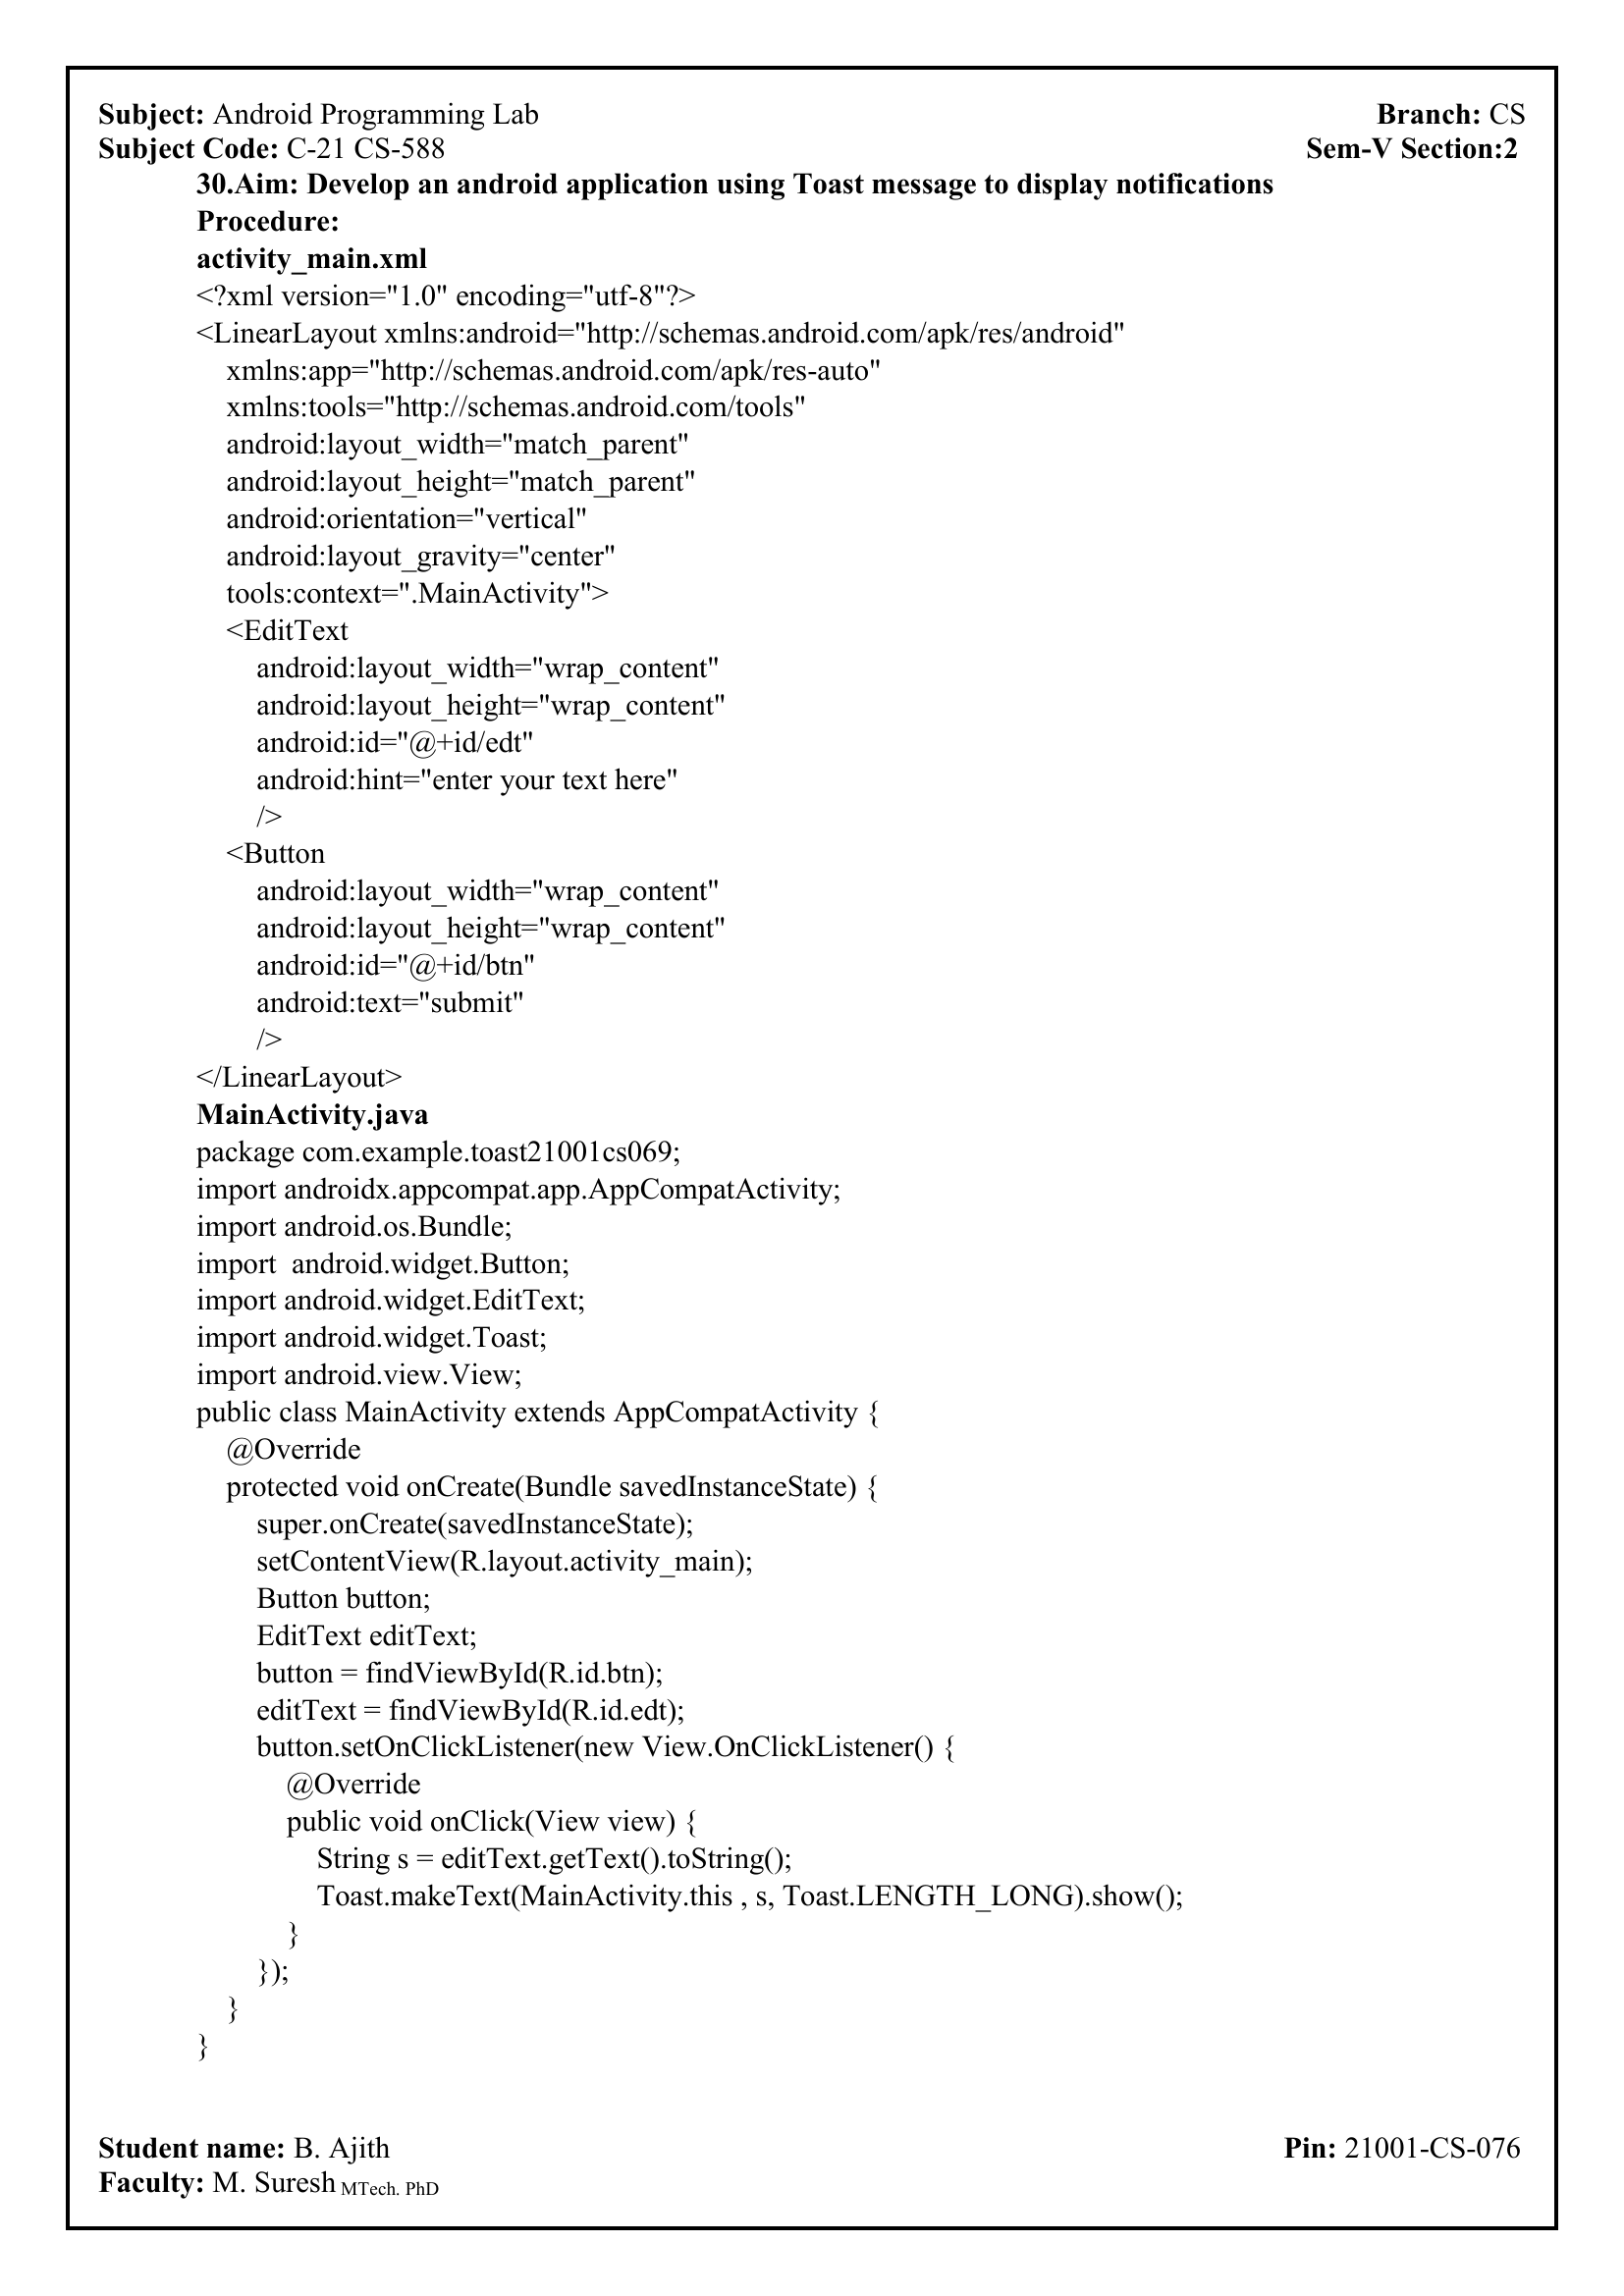 Subject: Android Programming Lab Branch: CS
Subject Code: C-21 CS-588 Sem-V Section:2
30.Aim: Develop an android application using Toast message to display notifications
Procedure:
activity_main.xml
<?xml version="1.0" encoding="utf-8"?>
<LinearLayout xmlns:android="http://schemas.android.com/apk/res/android"
    xmlns:app="http://schemas.android.com/apk/res-auto"
    xmlns:tools="http://schemas.android.com/tools"
    android:layout_width="match_parent"
    android:layout_height="match_parent"
    android:orientation="vertical"
    android:layout_gravity="center"
    tools:context=".MainActivity">
    <EditText
        android:layout_width="wrap_content"
        android:layout_height="wrap_content"
        android:id="@+id/edt"
        android:hint="enter your text here"
        />
    <Button
        android:layout_width="wrap_content"
        android:layout_height="wrap_content"
        android:id="@+id/btn"
        android:text="submit"
        />
</LinearLayout>
MainActivity.java
package com.example.toast21001cs069;
import androidx.appcompat.app.AppCompatActivity;
import android.os.Bundle;
import  android.widget.Button;
import android.widget.EditText;
import android.widget.Toast;
import android.view.View;
public class MainActivity extends AppCompatActivity {
    @Override
    protected void onCreate(Bundle savedInstanceState) {
        super.onCreate(savedInstanceState);
        setContentView(R.layout.activity_main);
        Button button;
        EditText editText;
        button = findViewById(R.id.btn);
        editText = findViewById(R.id.edt);
        button.setOnClickListener(new View.OnClickListener() {
            @Override
            public void onClick(View view) {
                String s = editText.getText().toString();
                Toast.makeText(MainActivity.this , s, Toast.LENGTH_LONG).show();
            }
        });
    }
}
Student name: B. Ajith Pin: 21001-CS-076
Faculty: M. Suresh MTech. PhD